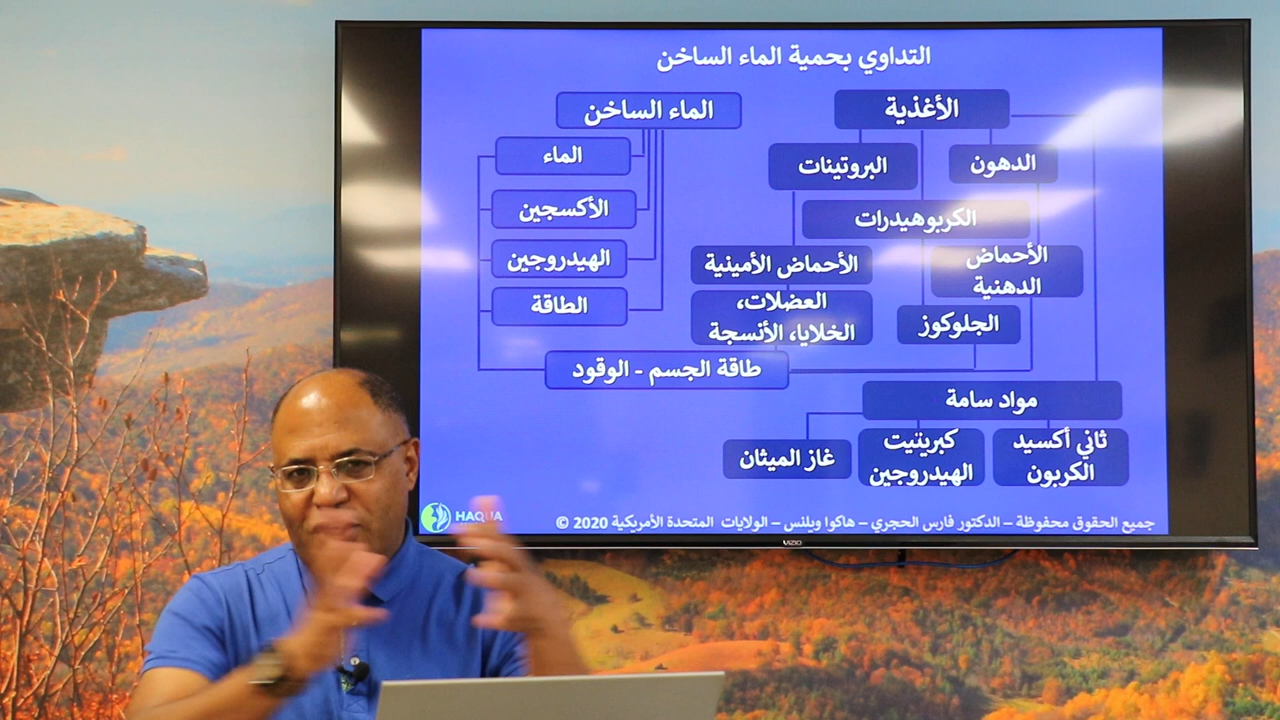 التداوي بحمية الماء الساخن
الأغذية
الماء الساخن
الدهون
البروتينات
الماء
الكربوهيدرات
الأكسجين
الأحماض
الدهنية
الأحماض الأمينية
الهيدروجين
الجلوكوز
العضلات،
الخلايا، الأنسجة
الطاقة
طاقة الجسم - الوقود
مواد سامة
ثاني أكسيد
الكربون
كبريتيت
الهيدروجين
غاز الميثان
جميع الحقوق محفوظة – الدكتور فارس الحجري – هاكوا ويلنس – الولايات المتحدة الأمريكية 2020 ©
HAQUA
VIZIO